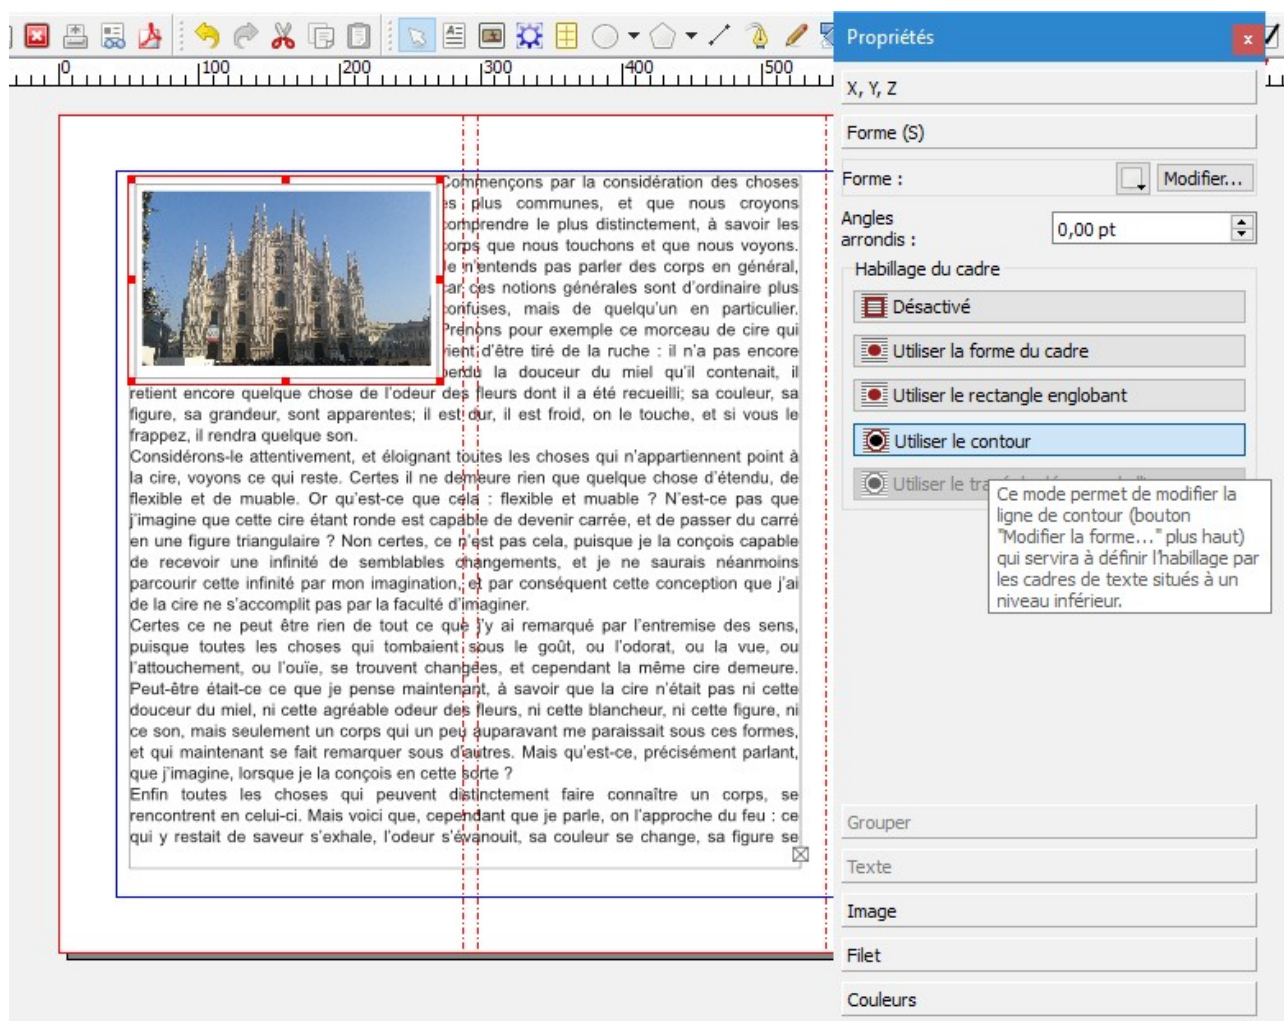 Propriétés
x
0 100 200 300 400 500
X, Y, Z
Forme (S)
Forme :
Modifier...
Angles
arrondis :
0,00 pt
Habillage du cadre
Désactivé
Utiliser la forme du cadre
Utiliser le rectangle englobant
Utiliser le contour
Utiliser le
Ce mode permet de modifier la
ligne de contour (bouton
"Modifier la forme..." plus haut)
qui servira à définir l'habillage par
les cadres de texte situés à un
niveau inférieur.
Grouper
Texte
Image
Filet
Couleurs
Commençons par la considération des choses
es plus communes, et que nous croyons
comprendre le plus distinctement, à savoir les
corps que nous touchons et que nous voyons.
Je n'entends pas parler des corps en général,
car ces notions générales sont d'ordinaire plus
confuses, mais de quelqu'un en particulier.
Prenons pour exemple ce morceau de cire qui
vient d'être tiré de la ruche : il n'a pas encore
perdu la douceur du miel qu'il contenait, il
retient encore quelque chose de l'odeur des fleurs dont il a été recueilli; sa couleur, sa
figure, sa grandeur, sont apparentes; il est dur, il est froid, on le touche, et si vous le
frappez, il rendra quelque son.
Considérons-le attentivement, et éloignant toutes les choses qui n'appartiennent point à
la cire, voyons ce qui reste. Certes il ne demeure rien que quelque chose d'étendu, de
flexible et de muable. Or qu'est-ce que cela : flexible et muable ? N'est-ce pas que
j'imagine que cette cire étant ronde est capable de devenir carrée, et de passer du carré
en une figure triangulaire ? Non certes, ce n'est pas cela, puisque je la conçois capable
de recevoir une infinité de semblables changements, et je ne saurais néanmoins
parcourir cette infinité par mon imagination, et par conséquent cette conception que j'ai
de la cire ne s'accomplit pas par la faculté d'imaginer.
Certes ce ne peut être rien de tout ce que j'y ai remarqué par l'entremise des sens,
puisque toutes les choses qui tombaient sous le goût, ou l'odorat, ou la vue, ou
l'attouchement, ou l'ouïe, se trouvent changées, et cependant la même cire demeure.
Peut-être était-ce ce que je pense maintenant, à savoir que la cire n'était pas ni cette
douceur du miel, ni cette agréable odeur des fleurs, ni cette blancheur, ni cette figure, ni
ce son, mais seulement un corps qui un peu auparavant me paraissait sous ces formes,
et qui maintenant se fait remarquer sous d'autres. Mais qu'est-ce, précisément parlant,
que j'imagine, lorsque je la conçois en cette sorte ?
Enfin toutes les choses qui peuvent distinctement faire connaître un corps, se
rencontrent en celui-ci. Mais voici que, cependant que je parle, on l'approche du feu : ce
qui y restait de saveur s'exhale, l'odeur s'évanouit, sa couleur se change, sa figure se